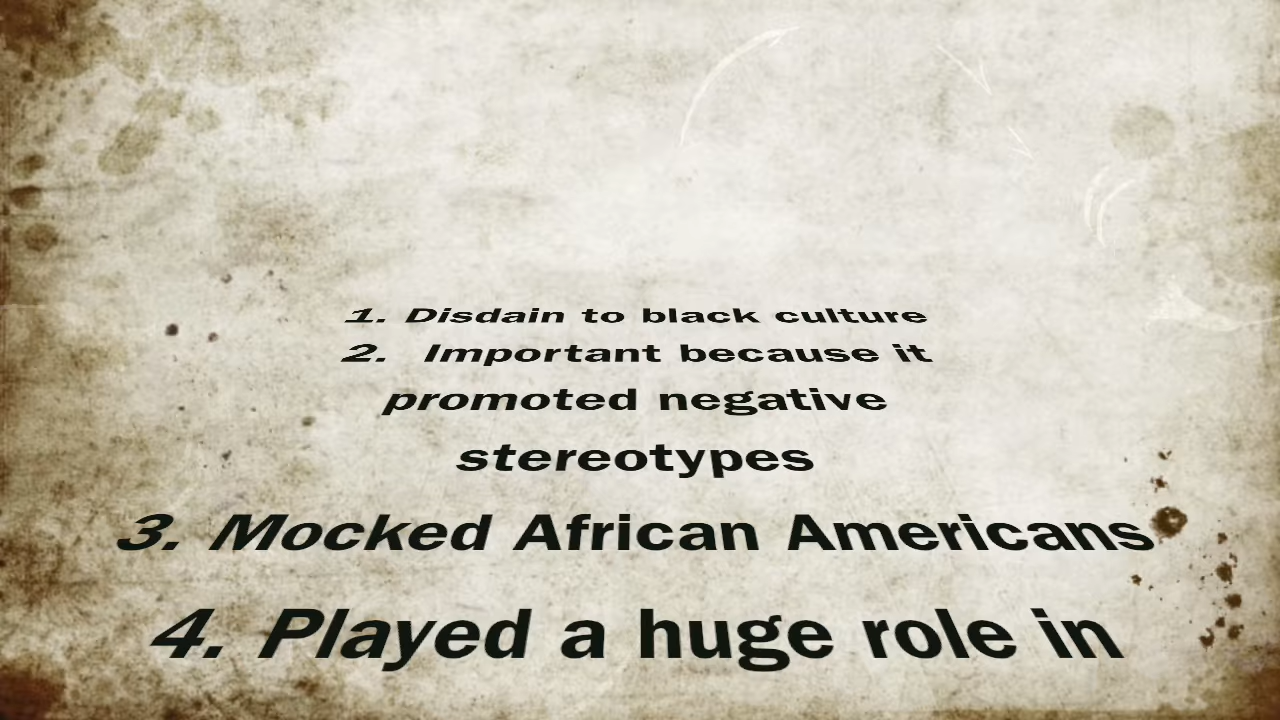 1. Disdain to black culture
2. Important because it
promoted negative
stereotypes
3. Mocked African Americans
4. Played a huge role in